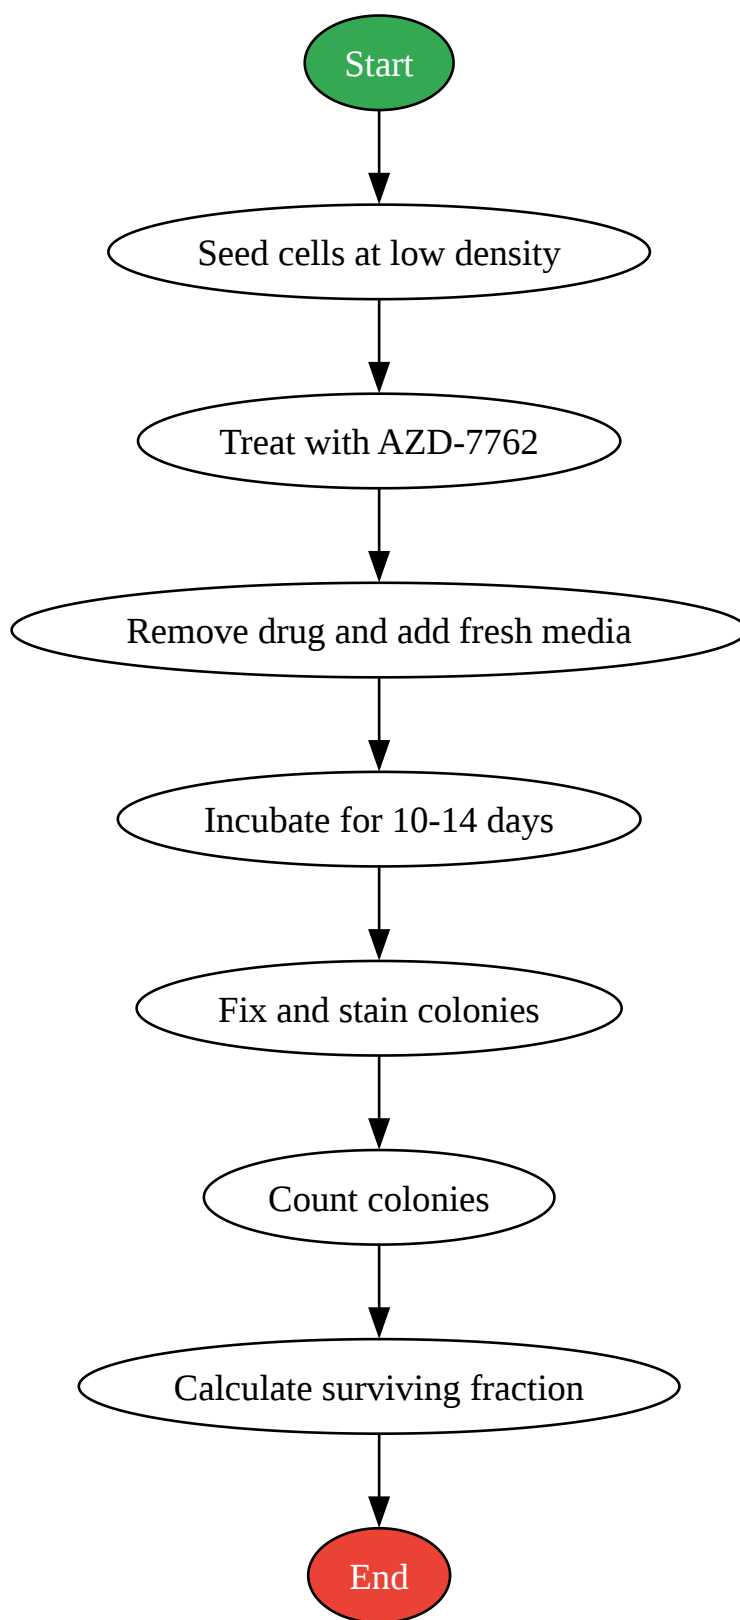 Start
Seed cells at low density
Treat with AZD-7762
Remove drug and add fresh media
Incubate for 10-14 days
Fix and stain colonies
Count colonies
Calculate surviving fraction
End